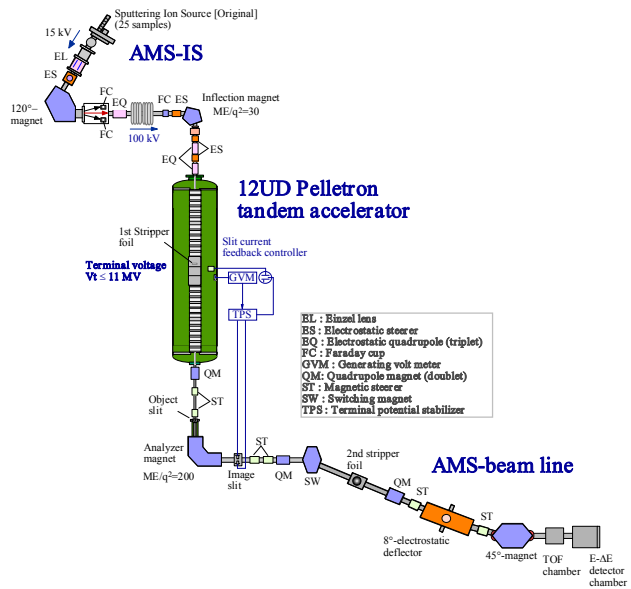 Sputtering Ion Source [Original]
(25 samples)
15 kV
AMS-IS
EL
ES
FC
EQ
FC ES
Inflection magnet
ME/q²=30
120°–
magnet
FC
100 kV
ES
EQ
12UD Pelletron
tandem accelerator
1st Stripper
foil
Slit current
feedback controller
Terminal voltage
Vt ≤ 11 MV
GVM
TPS
EL : Einzel lens
ES : Electrostatic steerer
EQ : Electrostatic quadrupole (triplet)
FC : Faraday cup
GVM : Generating volt meter
QM: Quadrupole magnet (doublet)
ST : Magnetic steerer
SW : Switching magnet
TPS : Terminal potential stabilizer
QM
Object
slit
ST
Analyzer
magnet
ME/q²=200
ST
Image
slit
QM
SW
2nd stripper
foil
AMS-beam line
QM
ST
8°-electrostatic
deflector
ST
45°-magnet
TOF
chamber
E-ΔE
detector
chamber